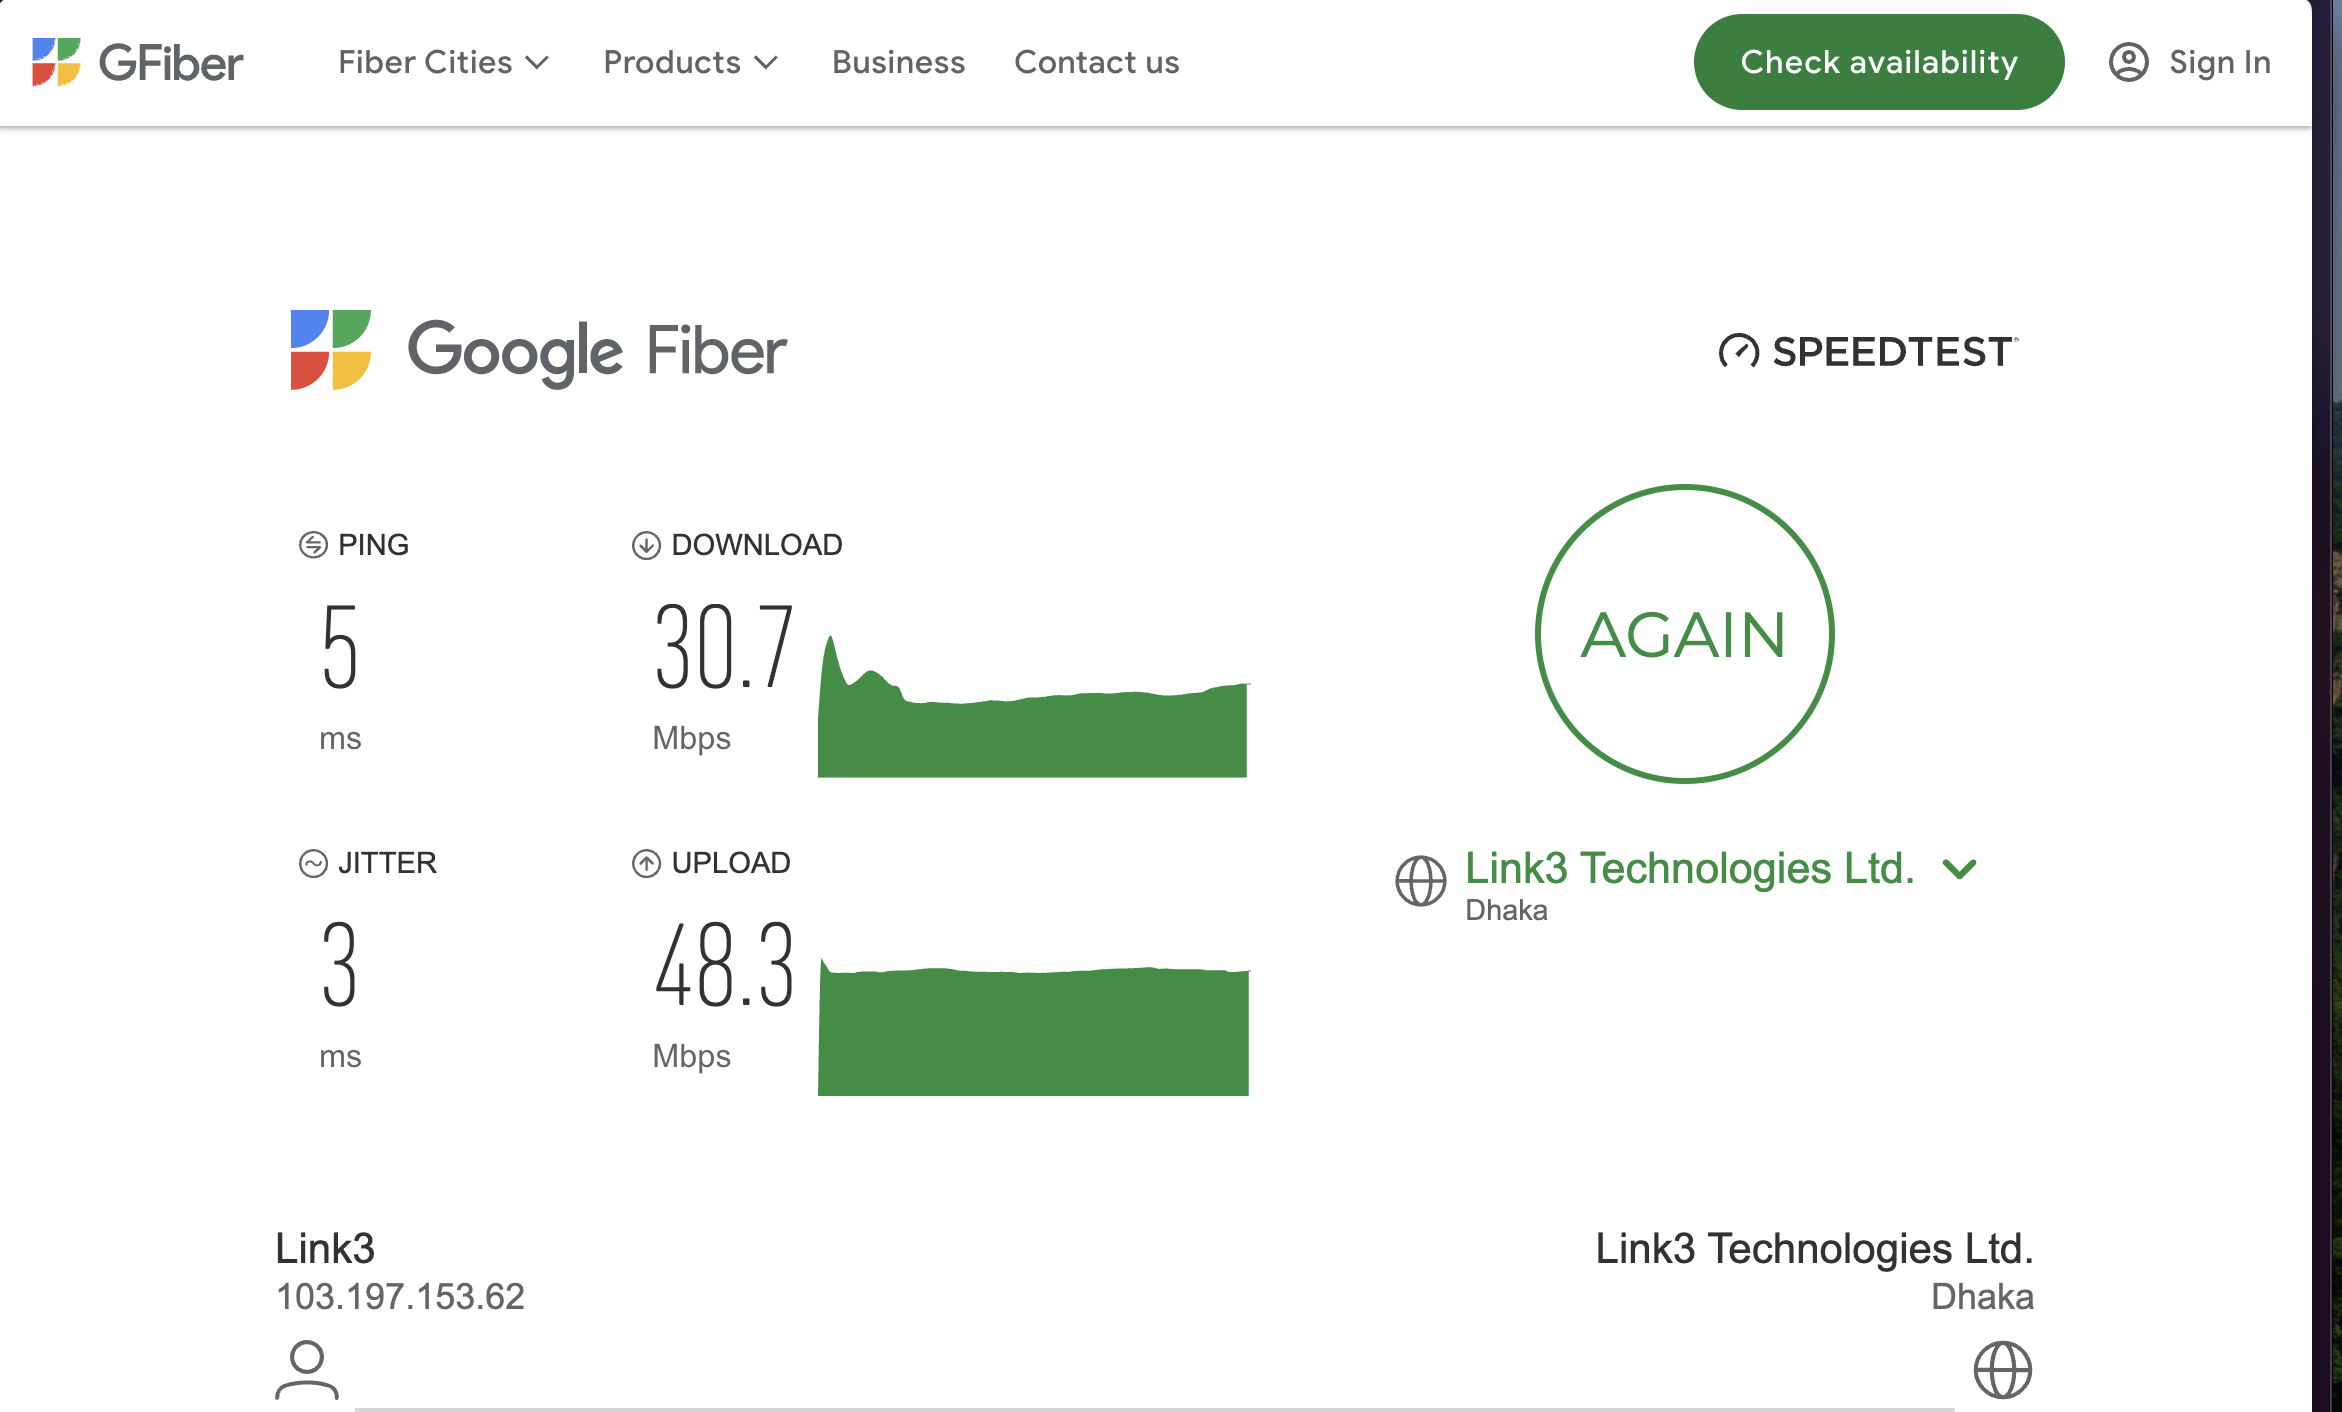 GFiber Fiber Cities Products Business Contact us Check availability Sign In
Google Fiber
SPEEDTEST
PING
5
ms
DOWNLOAD
30.7
Mbps
JITTER
3
ms
UPLOAD
48.3
Mbps
AGAIN
Link3 Technologies Ltd.
Dhaka
Link3
103.197.153.62
Link3 Technologies Ltd.
Dhaka